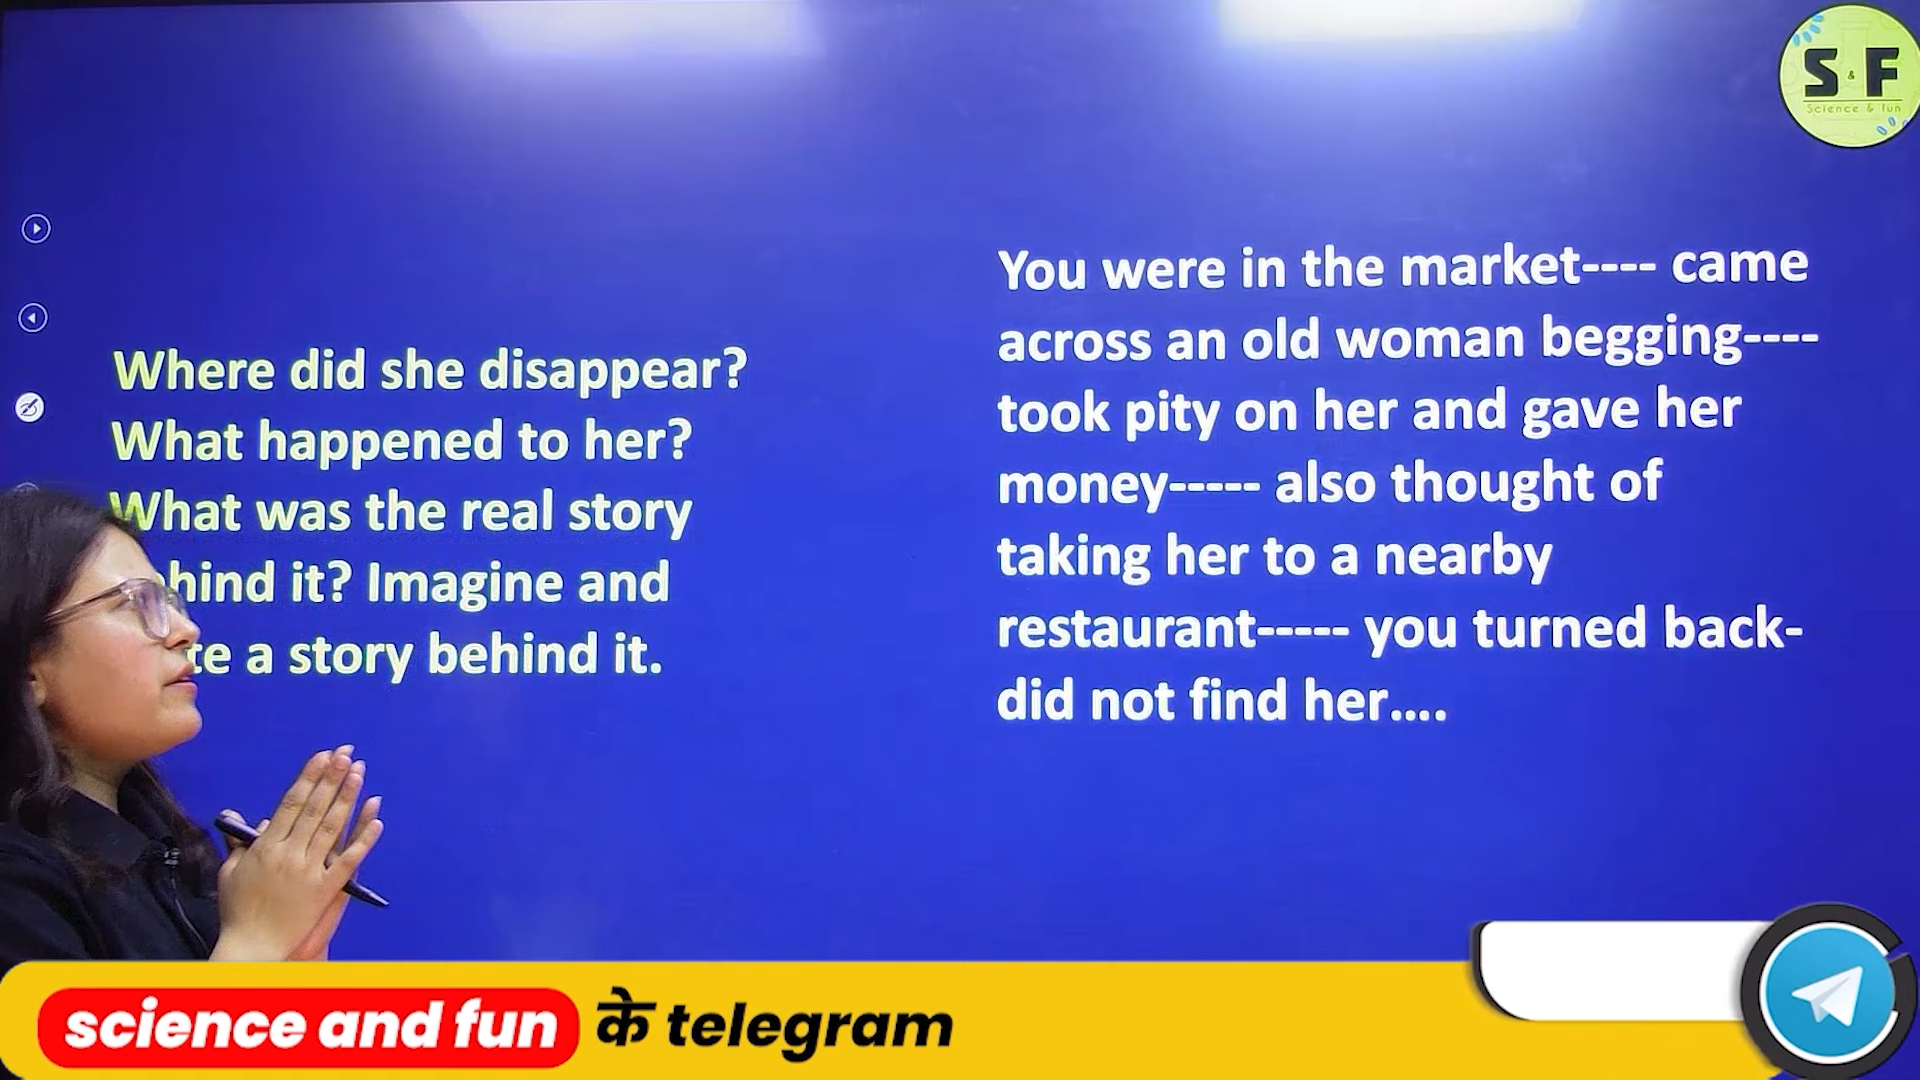 S & F
Science & fun
Where did she disappear?
What happened to her?
What was the real story
hind it? Imagine and
te a story behind it.
You were in the market---- came
across an old woman begging----
took pity on her and gave her
money----- also thought of
taking her to a nearby
restaurant----- you turned back-
did not find her....
science and fun के telegram